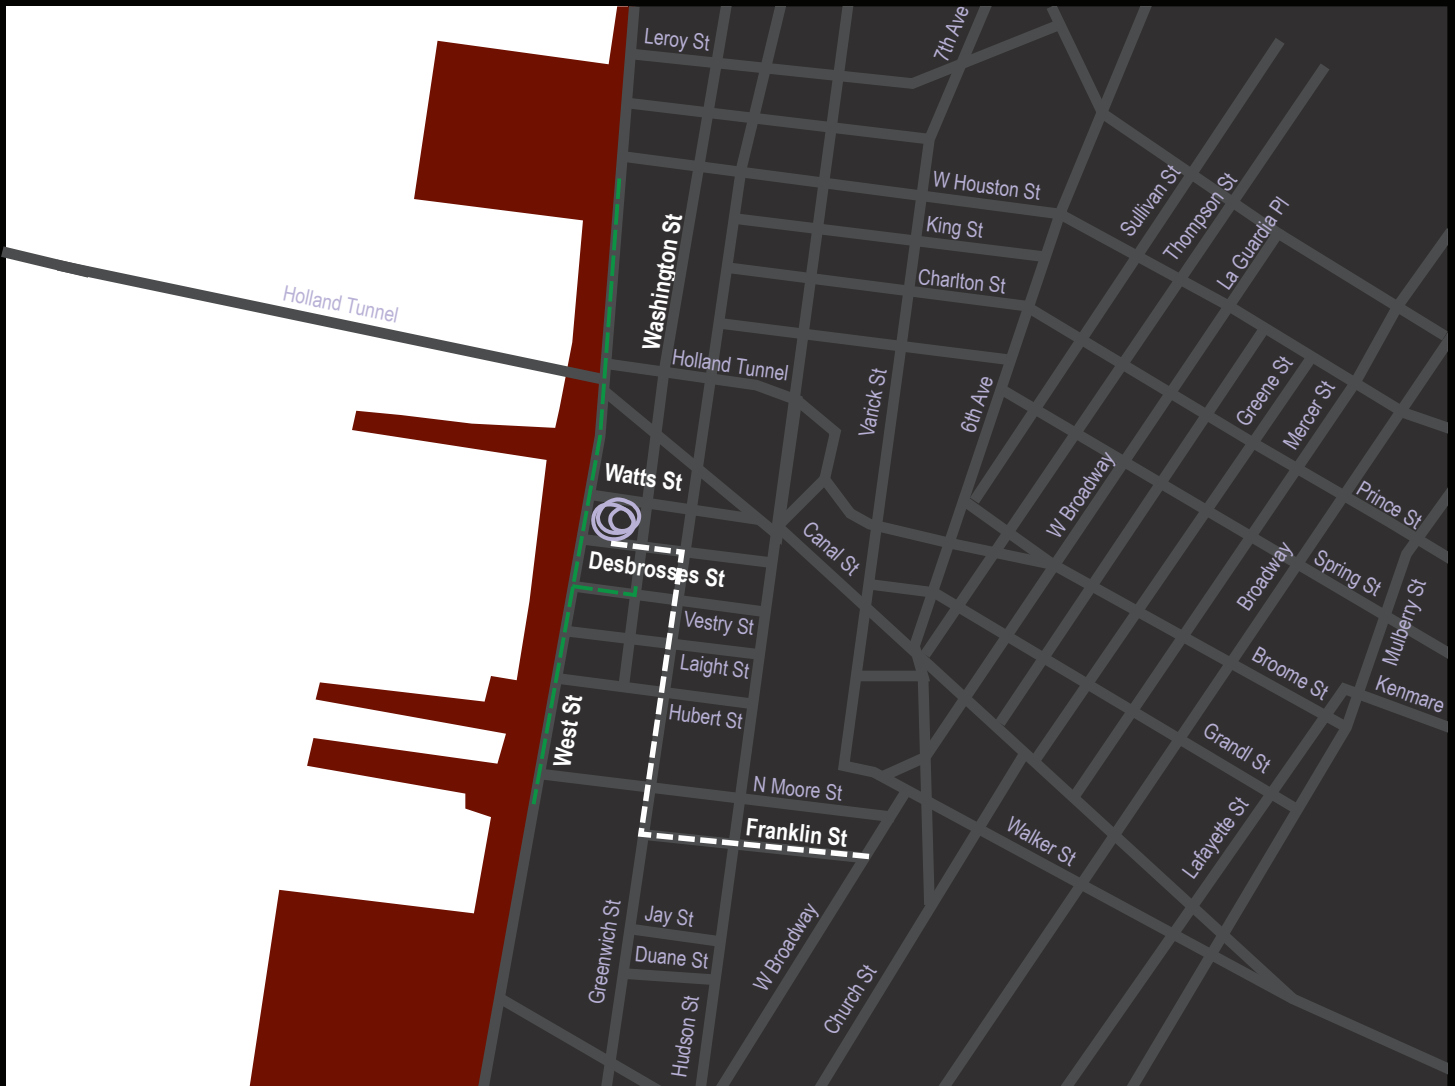 7th Ave
Leroy St
W Houston St
Sullivan St
Thompson St
King St
La Guardia Pl
Washington St
Charlton St
Holland Tunnel
Holland Tunnel
Varick St
6th Ave
Greene St
Mercer St
Watts St
W Broadway
Prince St
Canal St
Desbrosses St
Broadway
Spring St
Vestry St
Mulberry St
Laight St
Broome St
Kenmare
Hubert St
West St
Grandl St
N Moore St
Franklin St
Walker St
Lafayette St
Jay St
Greenwich St
W Broadway
Duane St
Church St
Hudson St